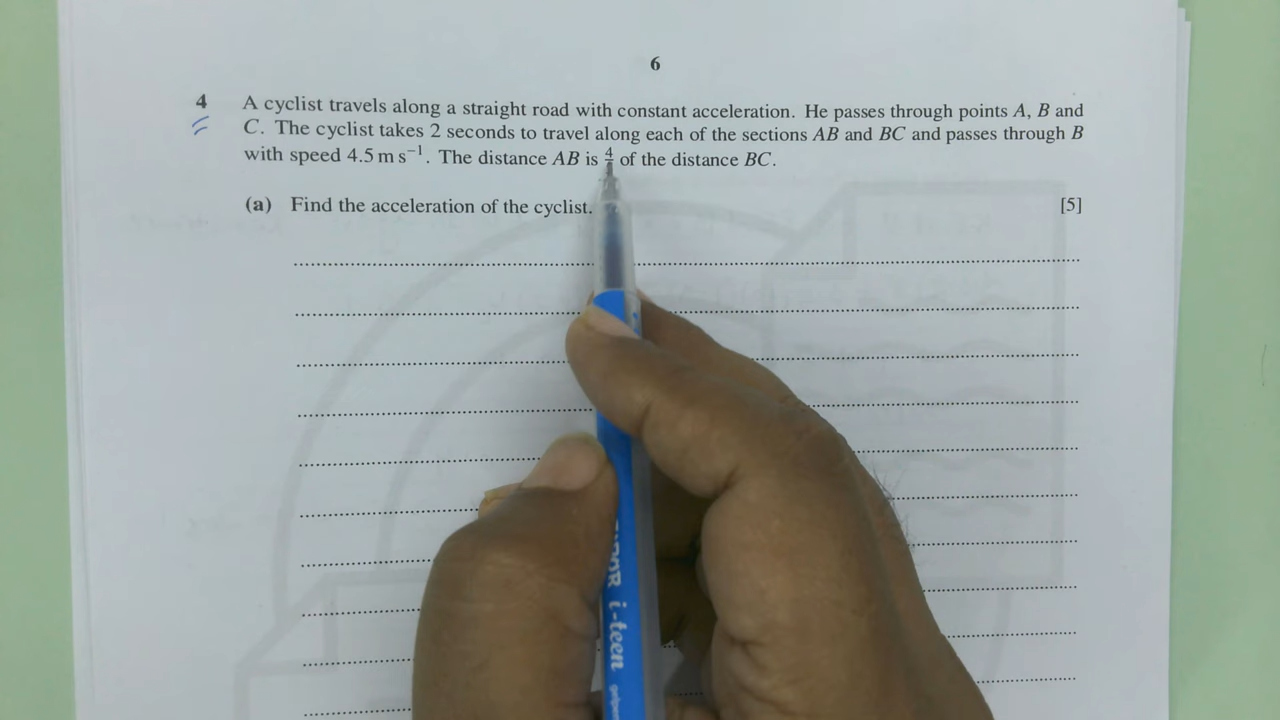 6
4 A cyclist travels along a straight road with constant acceleration. He passes through points A, B and
C. The cyclist takes 2 seconds to travel along each of the sections AB and BC and passes through B
with speed 4.5 m s⁻¹. The distance AB is 4 of the distance BC.
(a) Find the acceleration of the cyclist. [5]
i-teen